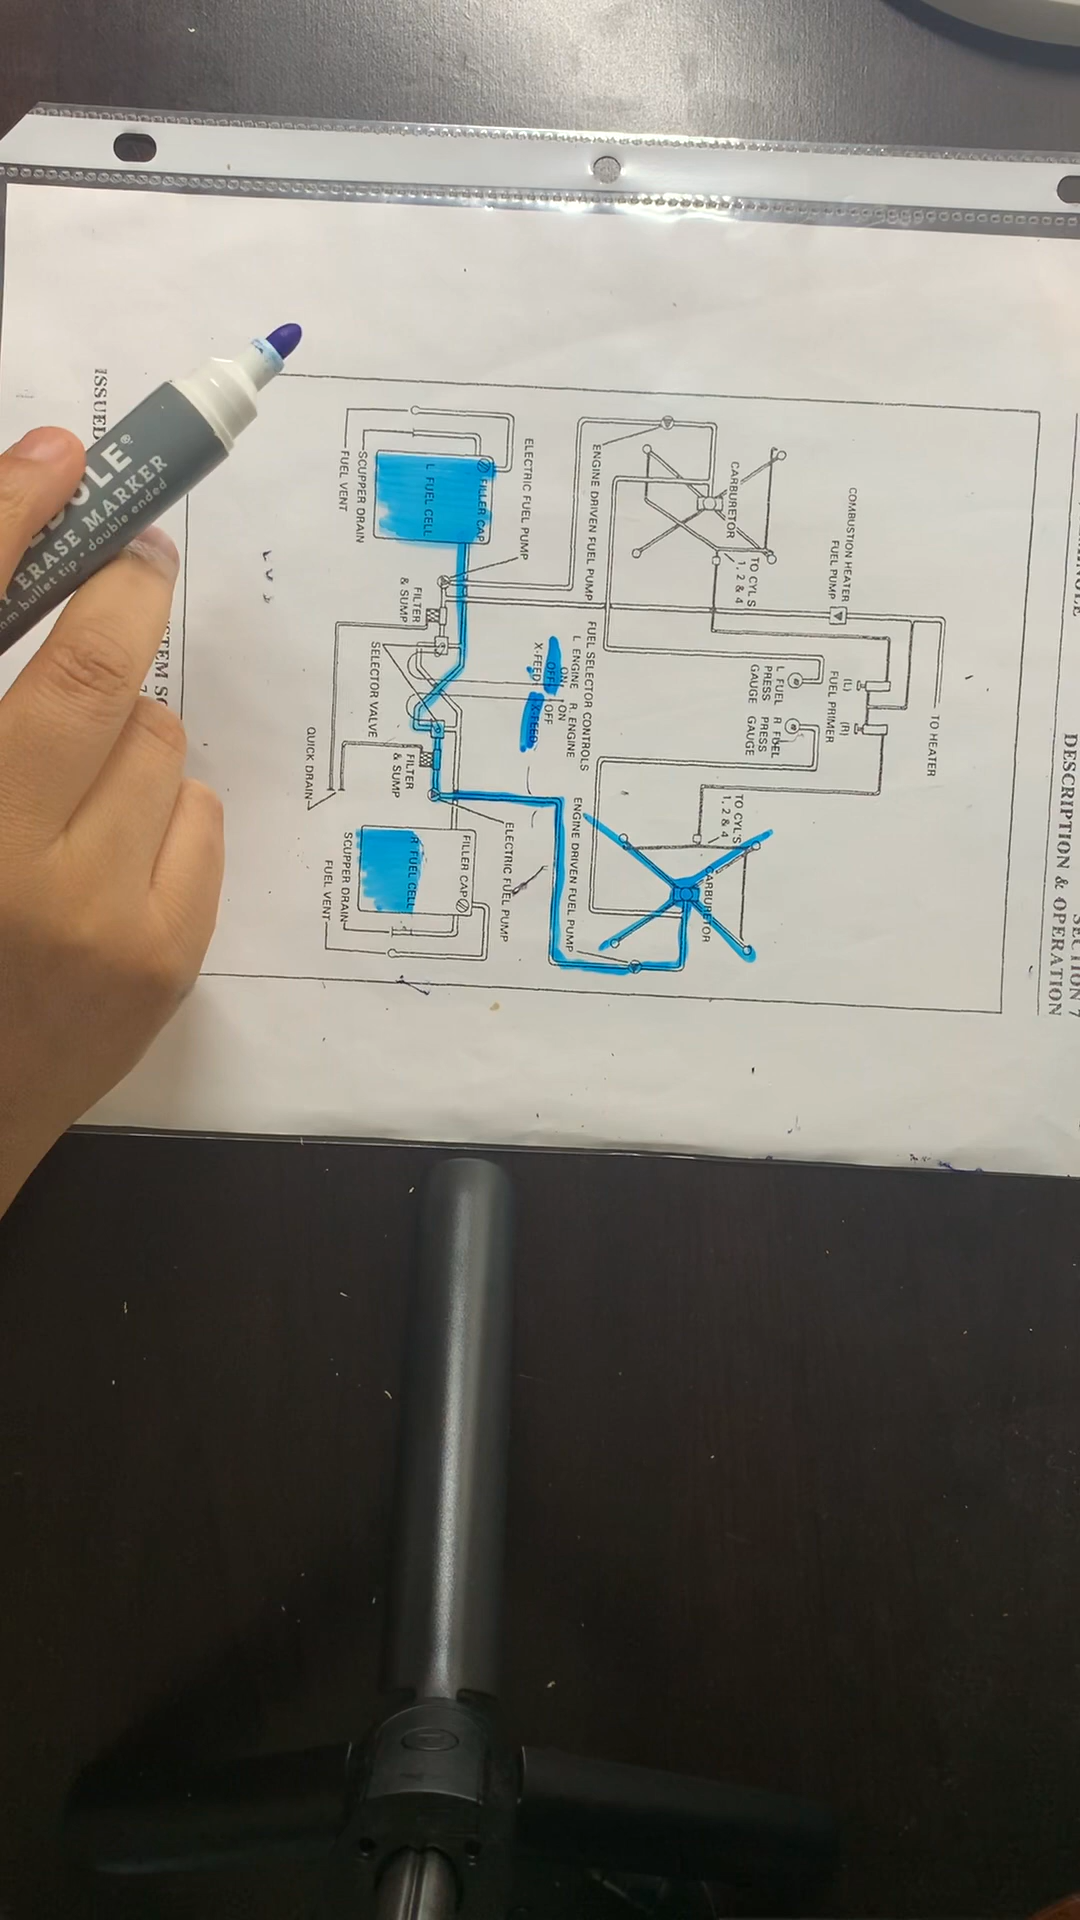 SECTION 7
DESCRIPTION & OPERATION
TO HEATER
COMBUSTION HEATER
FUEL PUMP
(L) (R)
FUEL PRIMER
L FUEL
PRESS
GAUGE
R FUEL
PRESS
GAUGE
CARBURETOR
TO CYL'S
1, 2 & 4
TO CYL'S
1, 2 & 4
CARBURETOR
ENGINE DRIVEN FUEL PUMP
FUEL SELECTOR CONTROLS
L ENGINE R. ENGINE
ON ON
OFF OFF
X-FEED X-FEED
ENGINE DRIVEN FUEL PUMP
ELECTRIC FUEL PUMP
ELECTRIC FUEL PUMP
FILLER CAP
L FUEL CELL
FILTER
& SUMP
SELECTOR VALVE
FILTER
& SUMP
FILLER CAP
R FUEL CELL
SCUPPER DRAIN
FUEL VENT
QUICK DRAIN
SCUPPER DRAIN
FUEL VENT
ISSUED
ERASE MARKER
bullet tip • double ended